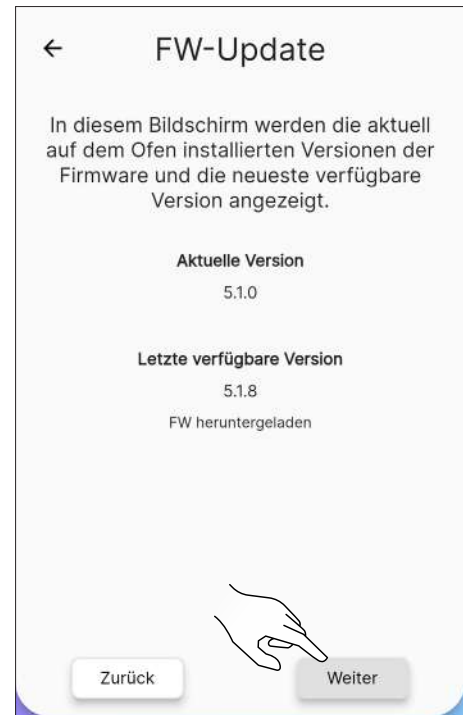 ← FW-Update
In diesem Bildschirm werden die aktuell
auf dem Ofen installierten Versionen der
Firmware und die neueste verfügbare
Version angezeigt.
Aktuelle Version
5.1.0
Letzte verfügbare Version
5.1.8
FW heruntergeladen
Zurück Weiter